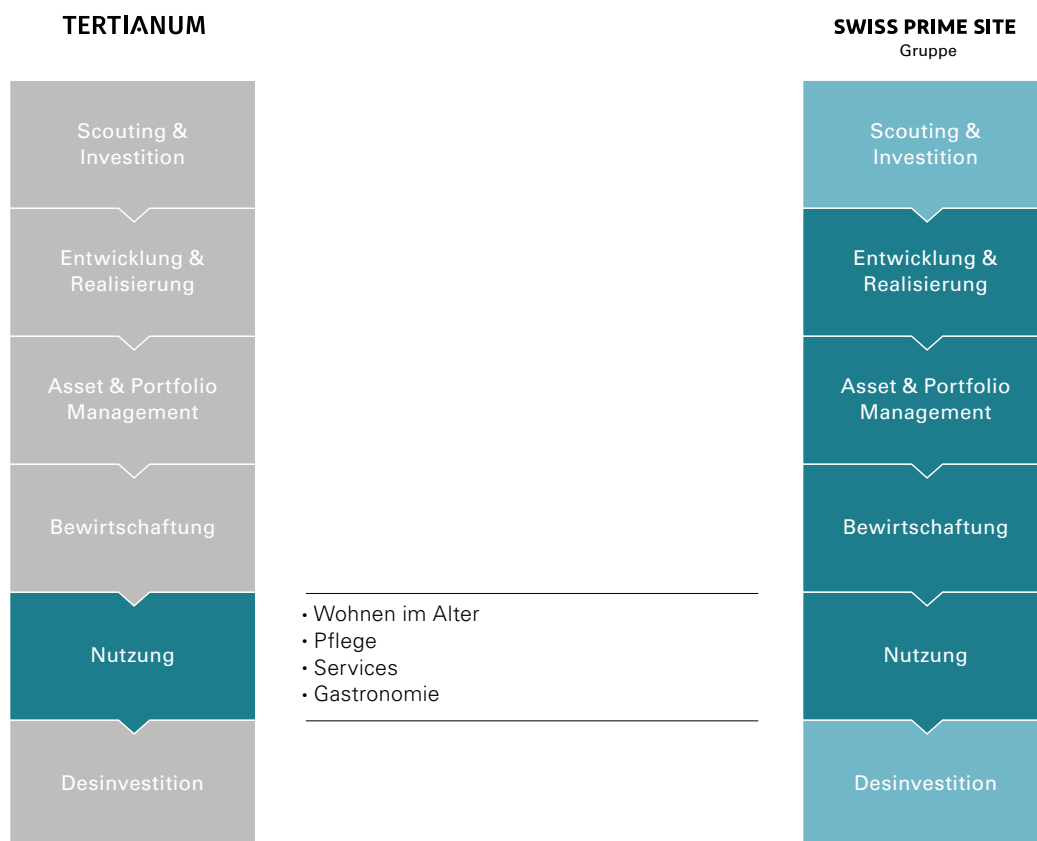 TERTIANUM
Scouting &
Investition
Entwicklung &
Realisierung
Asset & Portfolio
Management
Bewirtschaftung
Nutzung
Desinvestition
• Wohnen im Alter
• Pflege
• Services
• Gastronomie
SWISS PRIME SITE
Gruppe
Scouting &
Investition
Entwicklung &
Realisierung
Asset & Portfolio
Management
Bewirtschaftung
Nutzung
Desinvestition